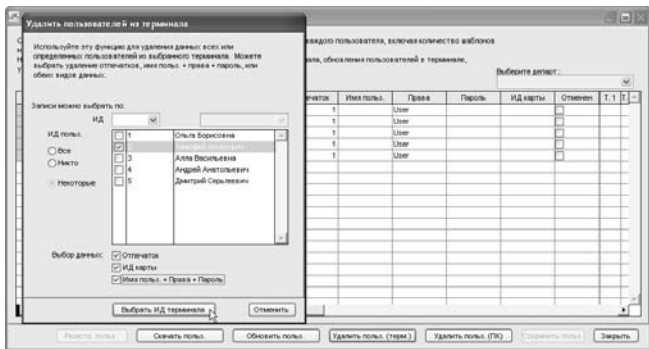 Удалить пользователей из терминала
Используйте эту функцию для удаления данных всех или
определенных пользователей из выбранного терминала. Можете
выбрать удаление отпечатков, имя польз. + права + пароль, или
обеих видов данных.
каждого пользователя, включая количество шаблонов
нала, обновления пользователей в терминале,
Выберите департ.:
Записи можно выбрать по:
ИД
ИД польз.
Все
Никто
Некоторые
1 Ольга Борисовна
3 Алла Васильевна
4 Андрей Анатольевич
5 Дмитрий Сергеевич
Выбор данных:
Отпечаток
ИД карты
Имя польз. + Права + Пароль
Выбрать ИД терминала
Отменить
ечаток Имя польз. Права Пароль ИД карты Отменен Т. 1 Т.
1 User
1 User
1 User
1 User
1 User
Скачать польз.
Обновить польз.
Удалить польз. (терм.)
Удалить польз. (ПК)
Сохранить польз.
Закрыть